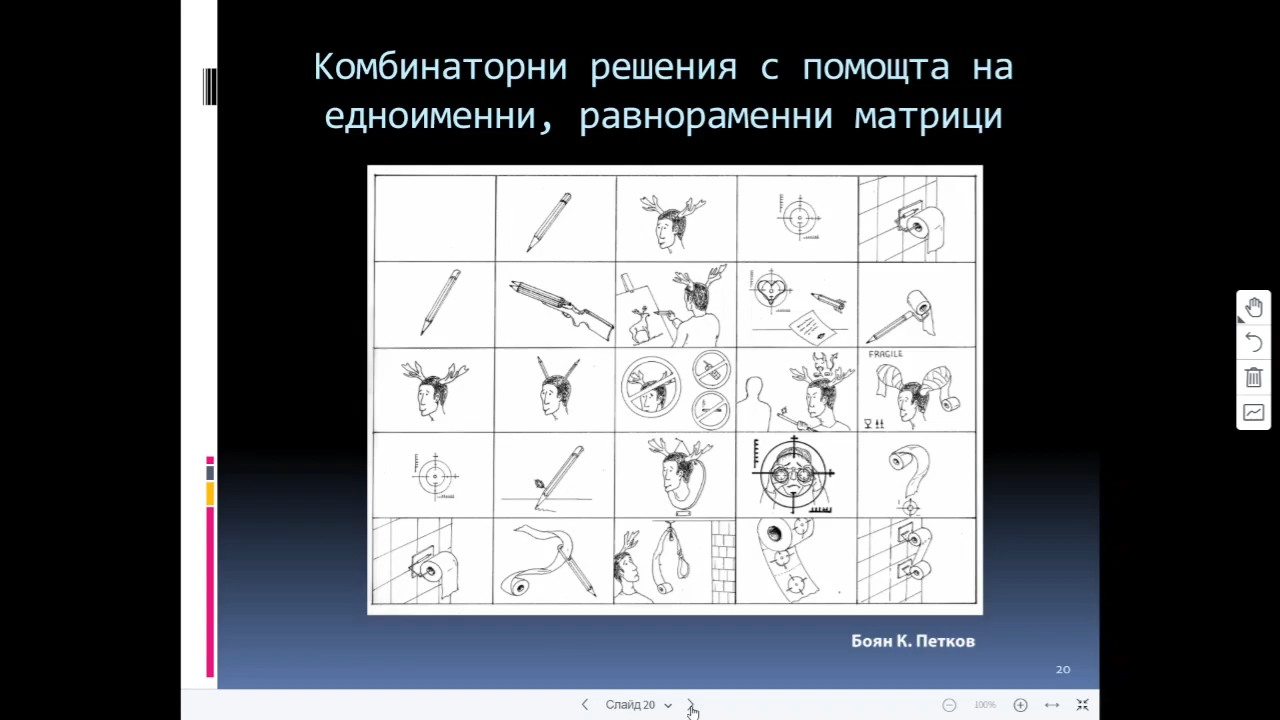 Комбинаторни решения с помощта на
едноименни, равнораменни матрици
FRAGILE
Боян К. Петков
20
Слайд 20
100%